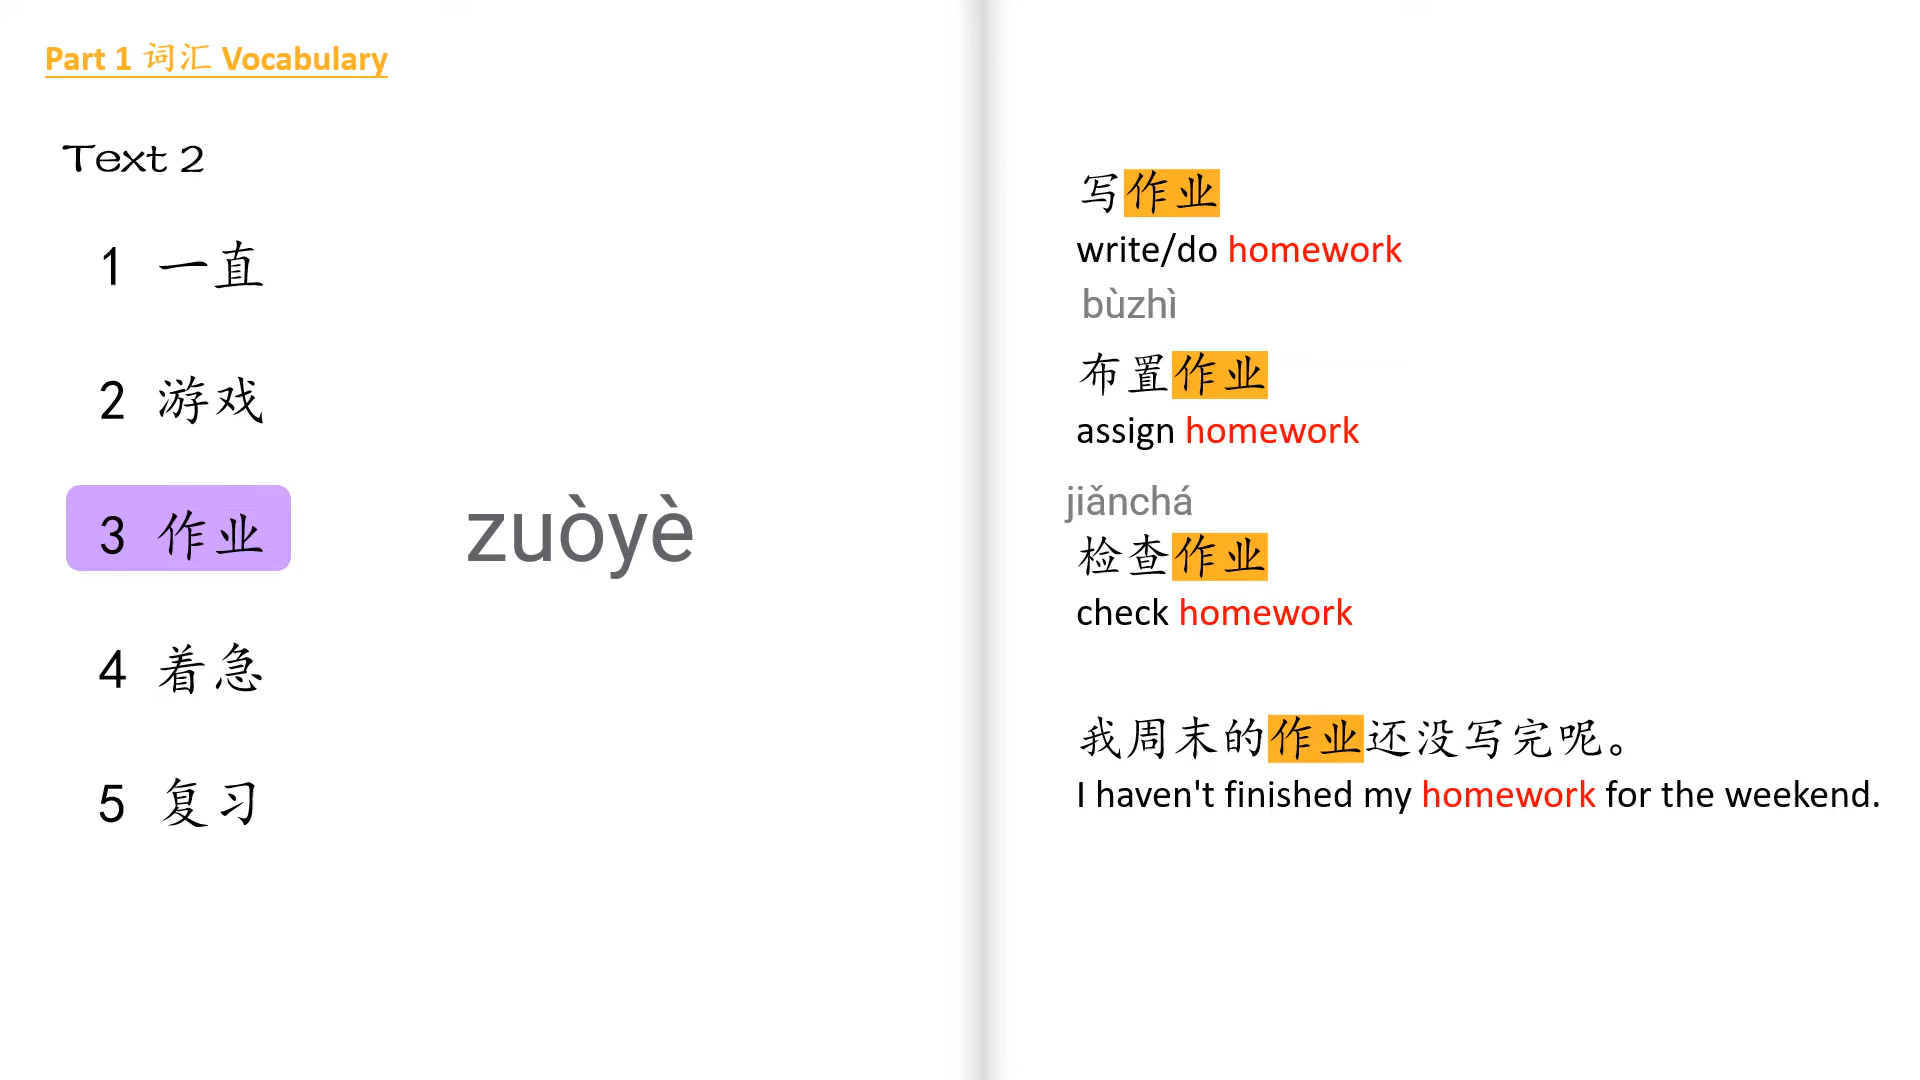 Part 1 词汇 Vocabulary
Text 2
1 一直
2 游戏
3 作业
zuòyè
4 着急
5 复习
写作业
write/do homework
bùzhì
布置作业
assign homework
jiǎnchá
检查作业
check homework
我周末的作业还没写完呢。
I haven't finished my homework for the weekend.